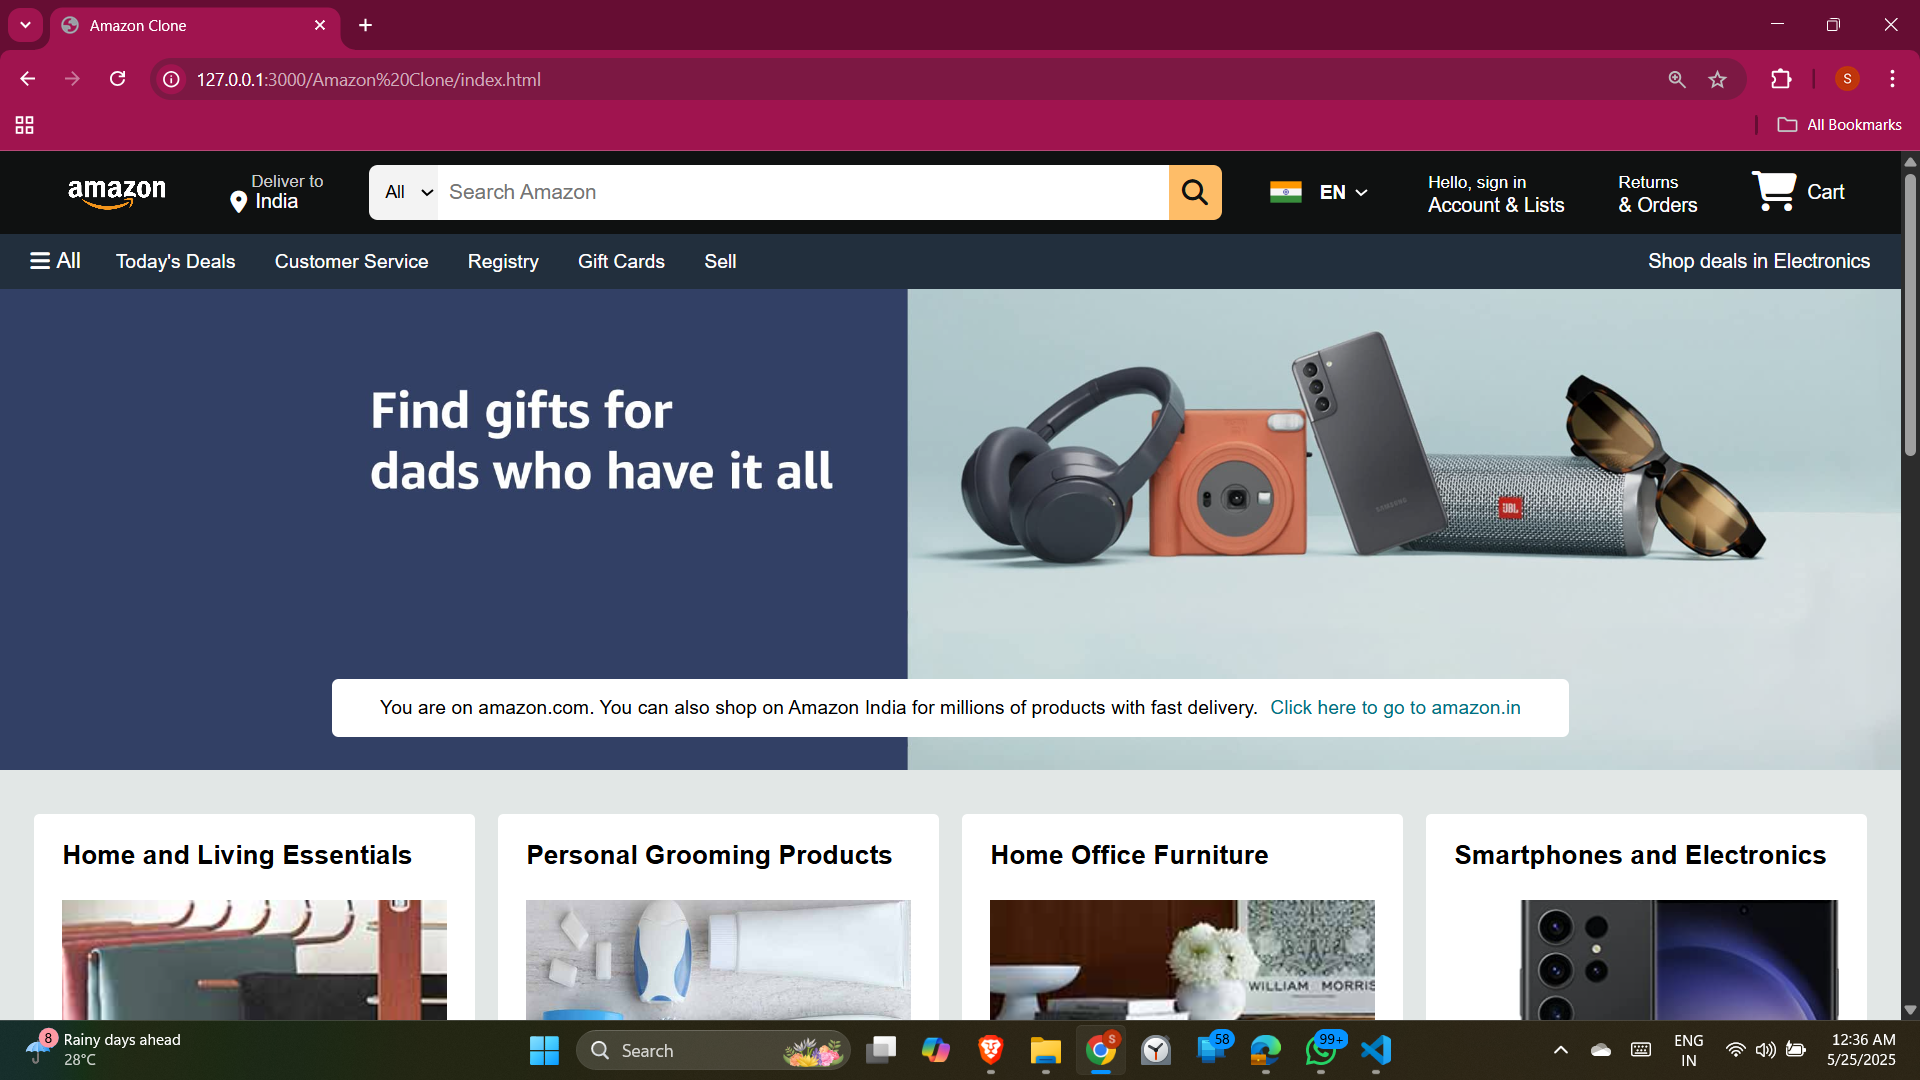 Amazon Clone
127.0.0.1:3000/Amazon%20Clone/index.html
S
All Bookmarks
amazon
Deliver to
India
All
Search Amazon
EN
Hello, sign in
Account & Lists
Returns
& Orders
Cart
All
Today's Deals
Customer Service
Registry
Gift Cards
Sell
Shop deals in Electronics
Find gifts for
dads who have it all
SAMSUNG
JBL
You are on amazon.com. You can also shop on Amazon India for millions of products with fast delivery. Click here to go to amazon.in
Home and Living Essentials
Personal Grooming Products
Home Office Furniture
Smartphones and Electronics
WILLIAM MORRIS
8
Rainy days ahead
28°C
Search
S
58
99+
ENG
IN
12:36 AM
5/25/2025